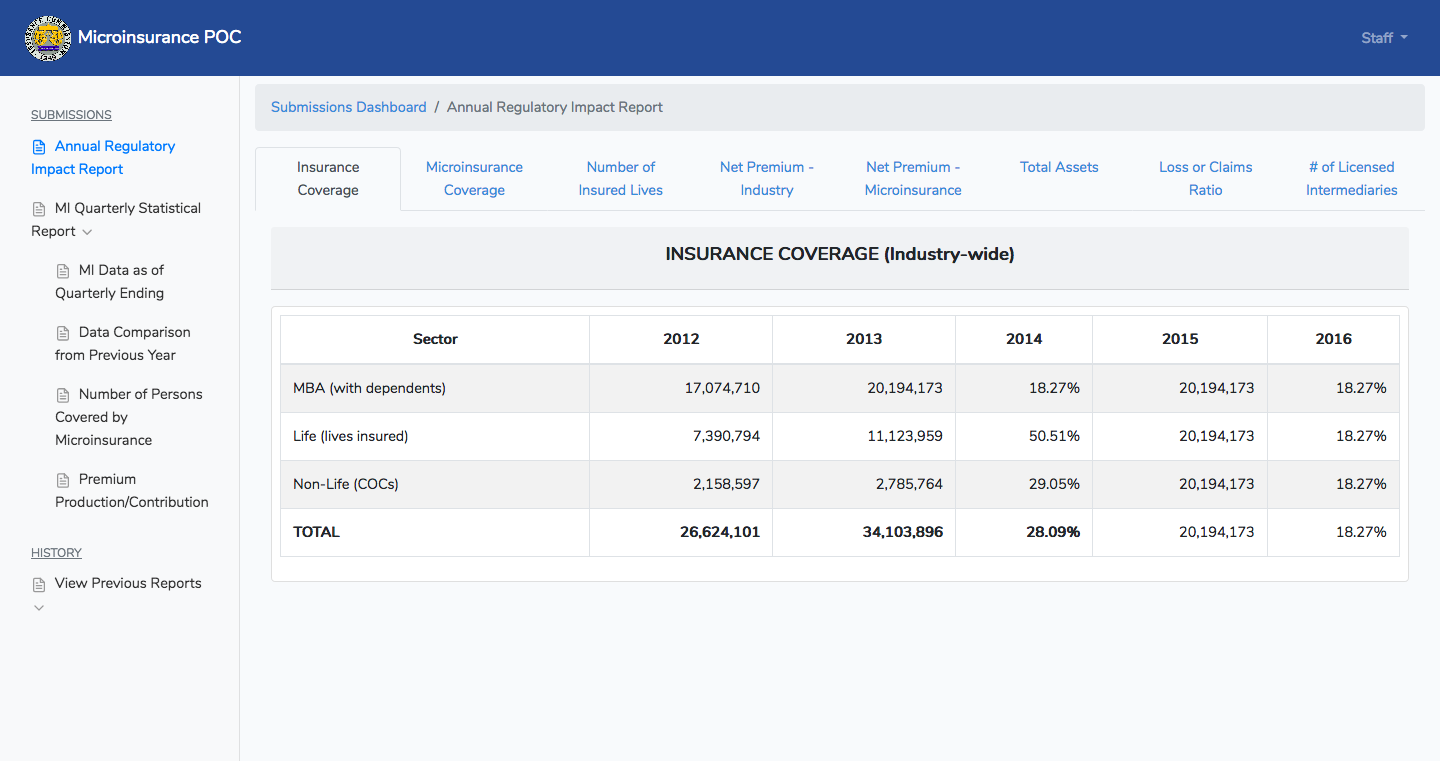 Microinsurance POC
Staff
SUBMISSIONS
Annual Regulatory
Impact Report
MI Quarterly Statistical
Report
MI Data as of
Quarterly Ending
Data Comparison
from Previous Year
Number of Persons
Covered by
Microinsurance
Premium
Production/Contribution
HISTORY
View Previous Reports
Submissions Dashboard / Annual Regulatory Impact Report
Insurance
Coverage
Microinsurance
Coverage
Number of
Insured Lives
Net Premium -
Industry
Net Premium -
Microinsurance
Total Assets
Loss or Claims
Ratio
# of Licensed
Intermediaries
INSURANCE COVERAGE (Industry-wide)
Sector 2012 2013 2014 2015 2016
MBA (with dependents) 17,074,710 20,194,173 18.27% 20,194,173 18.27%
Life (lives insured) 7,390,794 11,123,959 50.51% 20,194,173 18.27%
Non-Life (COCs) 2,158,597 2,785,764 29.05% 20,194,173 18.27%
TOTAL 26,624,101 34,103,896 28.09% 20,194,173 18.27%